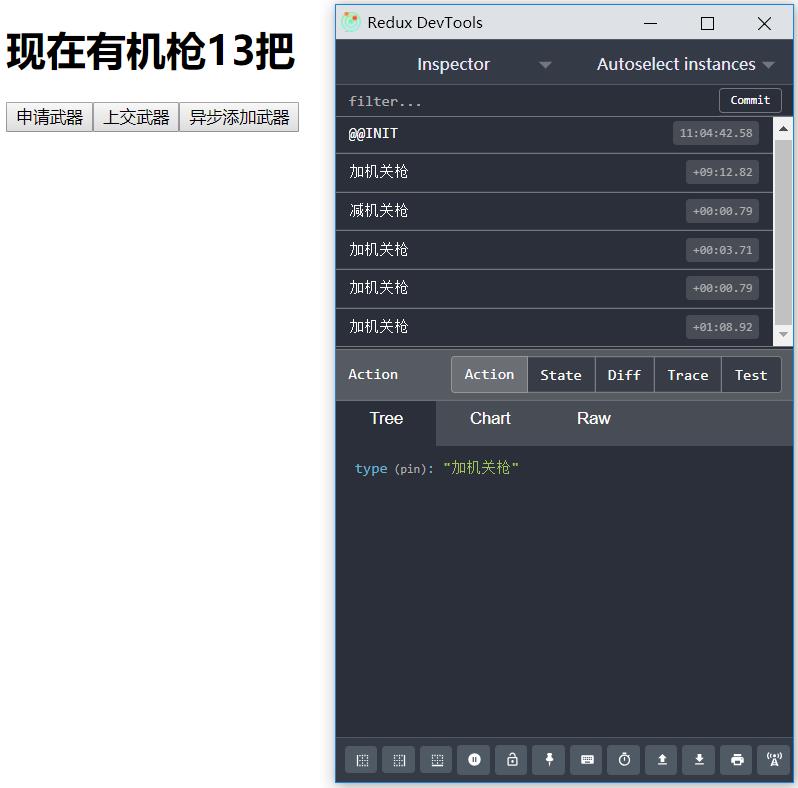 现在有机枪13把
申请武器 上交武器 异步添加武器
Redux DevTools
Inspector Autoselect instances
filter... Commit
@@INIT 11:04:42.58
加机关枪 +09:12.82
减机关枪 +00:00.79
加机关枪 +00:03.71
加机关枪 +00:00.79
加机关枪 +01:08.92
Action Action State Diff Trace Test
Tree Chart Raw
type (pin): "加机关枪"